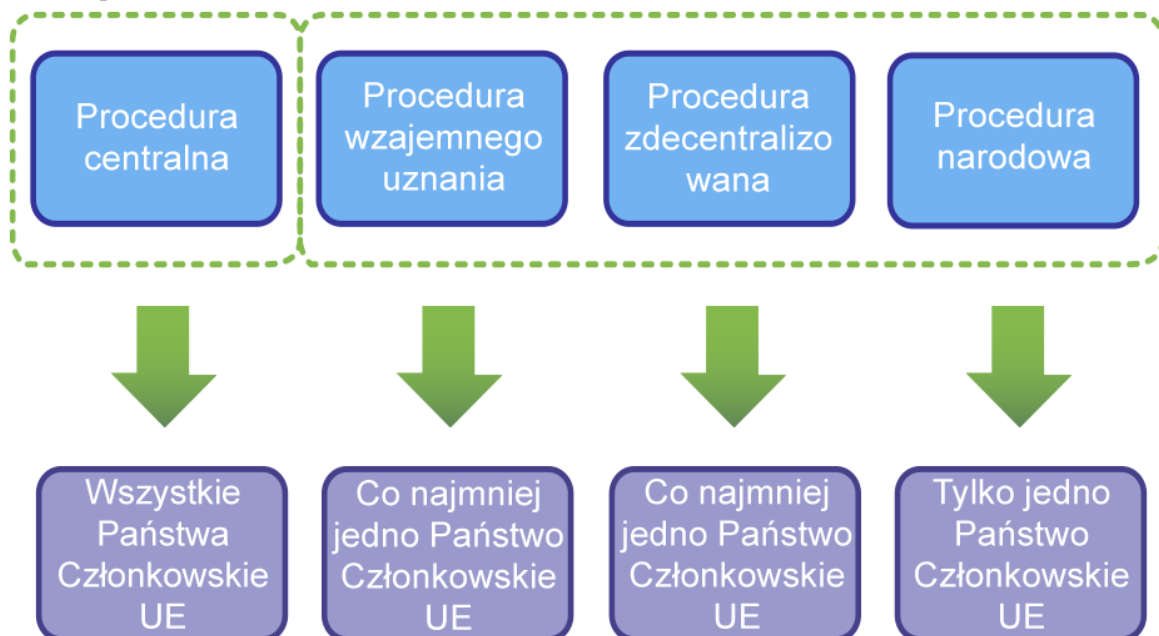 Procedura
centralna
Procedura
wzajemnego
uznania
Procedura
zdecentralizo
wana
Procedura
narodowa
Wszystkie
Państwa
Członkowskie
UE
Co najmniej
jedno Państwo
Członkowskie
UE
Co najmniej
jedno Państwo
Członkowskie
UE
Tylko jedno
Państwo
Członkowskie
UE